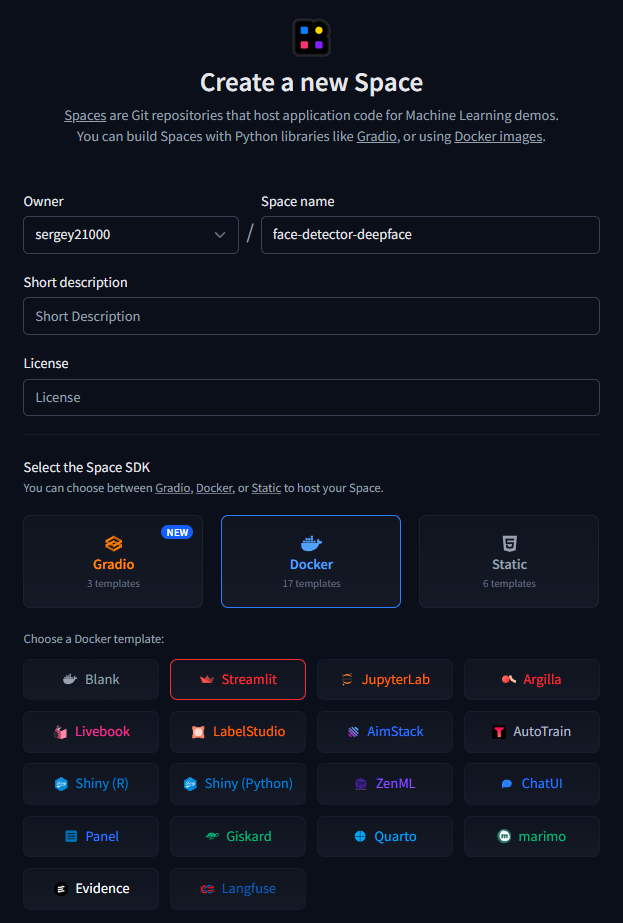 Create a new Space
Spaces are Git repositories that host application code for Machine Learning demos.
You can build Spaces with Python libraries like Gradio, or using Docker images.
Owner
Space name
sergey21000
/
face-detector-deepface
Short description
Short Description
License
License
Select the Space SDK
You can choose between Gradio, Docker, or Static to host your Space.
NEW
Gradio
3 templates
Docker
17 templates
Static
6 templates
Choose a Docker template:
Blank
Streamlit
JupyterLab
Argilla
Livebook
LabelStudio
AimStack
AutoTrain
Shiny (R)
Shiny (Python)
ZenML
ChatUI
Panel
Giskard
Quarto
marimo
Evidence
Langfuse